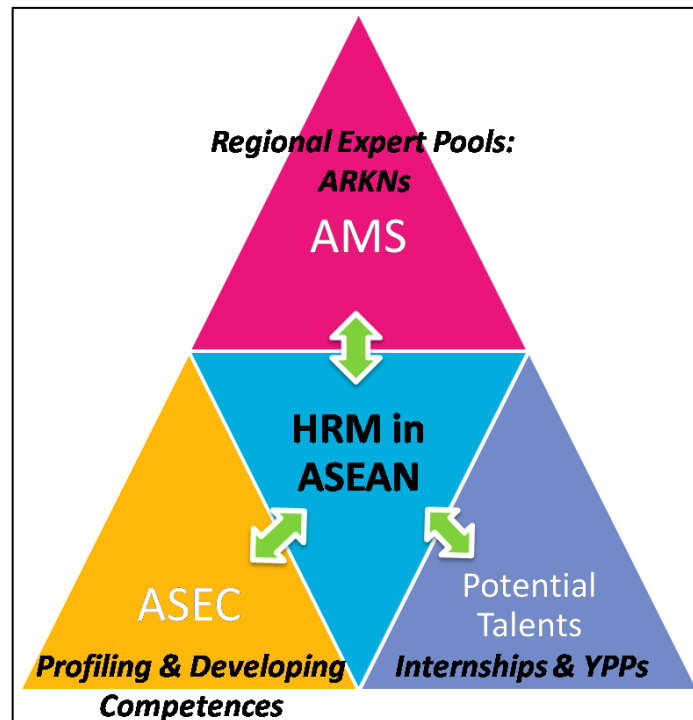 Regional Expert Pools:
ARKNs
AMS
HRM in
ASEAN
ASEC
Profiling & Developing
Competences
Potential
Talents
Internships & YPPs